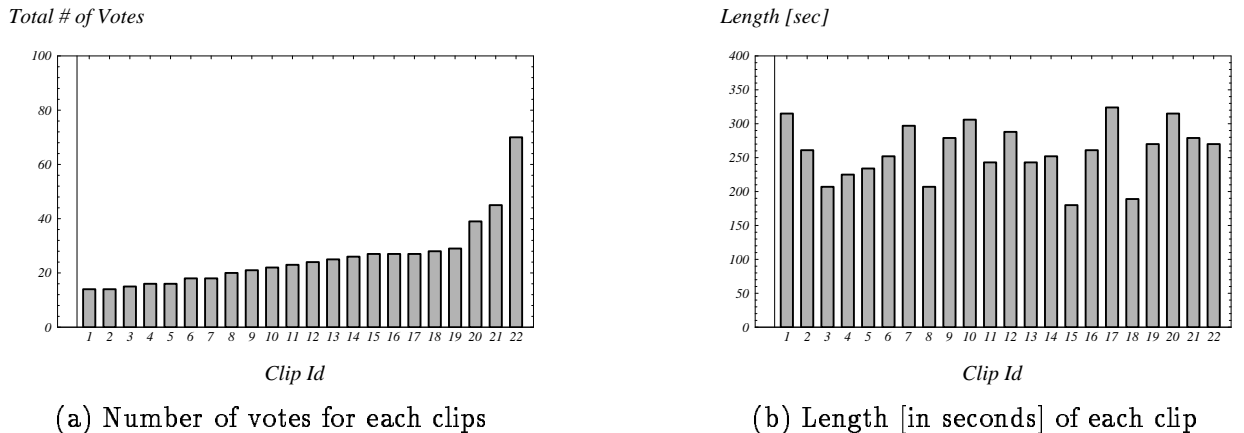 Total # of Votes
100
80
60
40
20
0
1 2 3 4 5 6 7 8 9 10 11 12 13 14 15 16 17 18 19 20 21 22
Clip Id
(a) Number of votes for each clips
Length [sec]
400
350
300
250
200
150
100
50
0
1 2 3 4 5 6 7 8 9 10 11 12 13 14 15 16 17 18 19 20 21 22
Clip Id
(b) Length [in seconds] of each clip